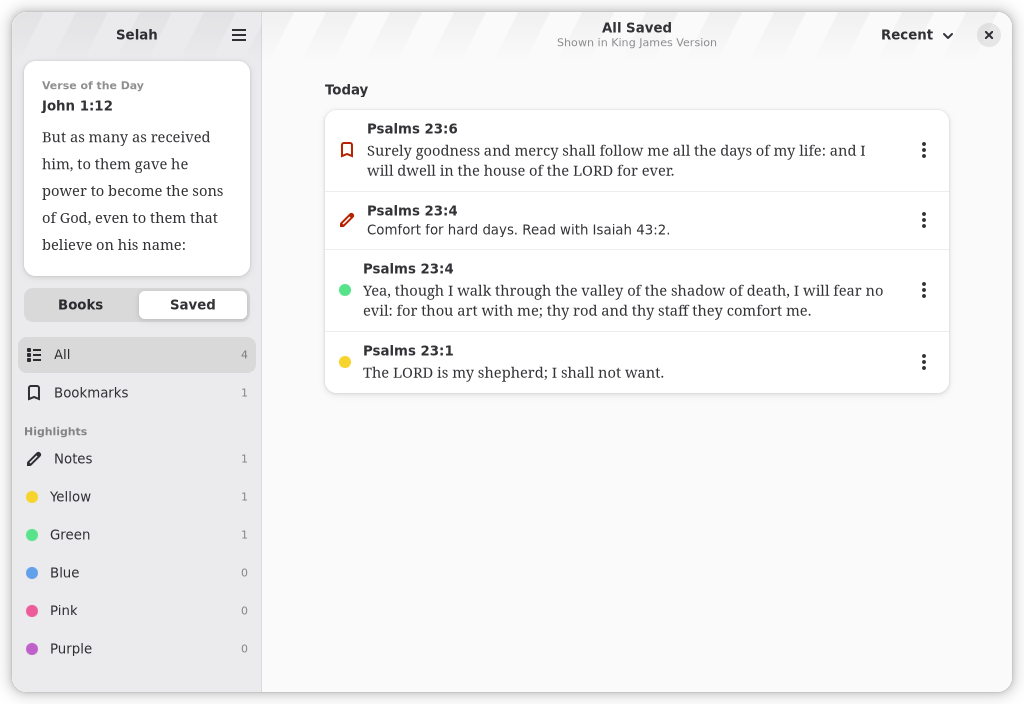 Selah
All Saved
Shown in King James Version
Recent
Verse of the Day
John 1:12
But as many as received
him, to them gave he
power to become the sons
of God, even to them that
believe on his name:
Books
Saved
All
4
Bookmarks
1
Highlights
Notes
1
Yellow
1
Green
1
Blue
0
Pink
0
Purple
0
Today
Psalms 23:6
Surely goodness and mercy shall follow me all the days of my life: and I
will dwell in the house of the LORD for ever.
Psalms 23:4
Comfort for hard days. Read with Isaiah 43:2.
Psalms 23:4
Yea, though I walk through the valley of the shadow of death, I will fear no
evil: for thou art with me; thy rod and thy staff they comfort me.
Psalms 23:1
The LORD is my shepherd; I shall not want.